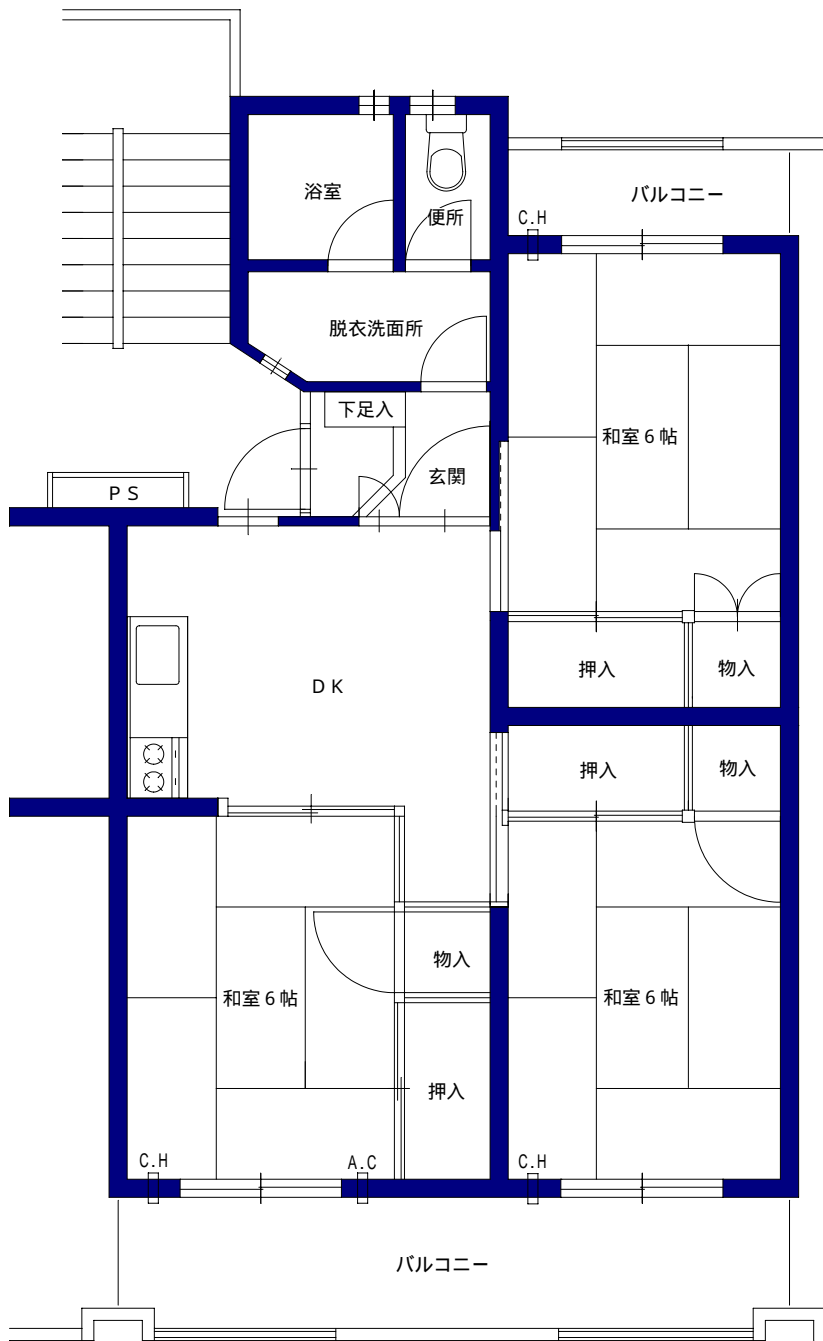 浴室
便所
バルコニー
C.H
脱衣洗面所
下足入
玄関
和室6帖
PS
DK
押入
物入
押入
物入
物入
和室6帖
和室6帖
押入
C.H
A.C
C.H
バルコニー